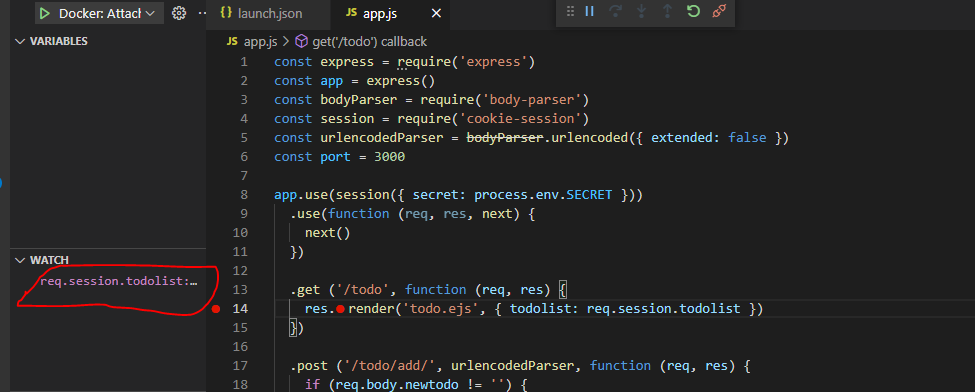 Docker: Attacl
{} launch.json
JS app.js
VARIABLES
JS app.js > get('/todo') callback
1 const express = require('express')
2 const app = express()
3 const bodyParser = require('body-parser')
4 const session = require('cookie-session')
5 const urlencodedParser = bodyParser.urlencoded({ extended: false })
6 const port = 3000
7
8 app.use(session({ secret: process.env.SECRET }))
9 .use(function (req, res, next) {
10 next()
11 })
12
WATCH
req.session.todolist:…
13 .get ('/todo', function (req, res) {
14 res.render('todo.ejs', { todolist: req.session.todolist })
15 })
16
17 .post ('/todo/add/', urlencodedParser, function (req, res) {
18 if (req.body.newtodo != '') {